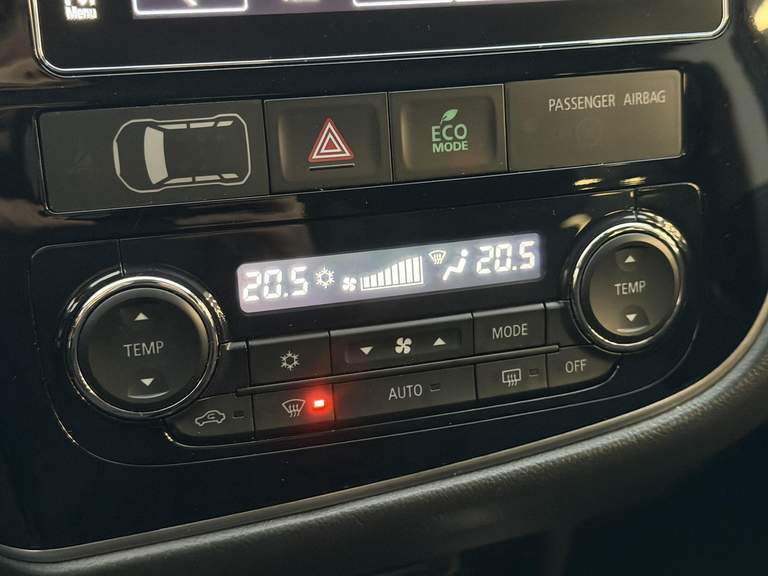 Menu
PASSENGER AIRBAG
ECO
MODE
20.5 20.5
TEMP
TEMP
MODE
AUTO
OFF